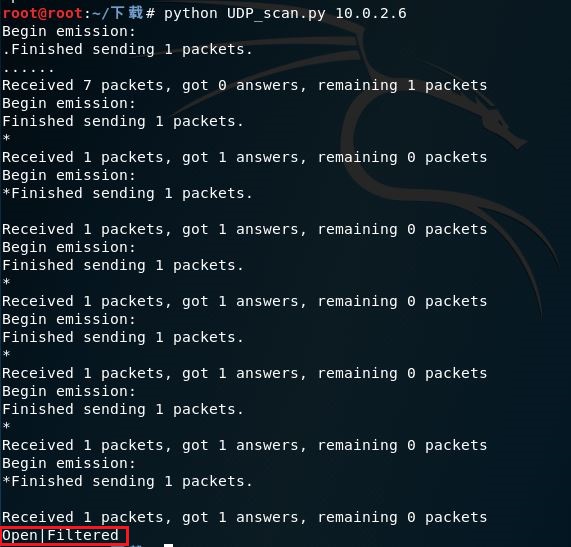 root@root:~/下载# python UDP_scan.py 10.0.2.6
Begin emission:
.Finished sending 1 packets.
......
Received 7 packets, got 0 answers, remaining 1 packets
Begin emission:
Finished sending 1 packets.
*
Received 1 packets, got 1 answers, remaining 0 packets
Begin emission:
*Finished sending 1 packets.

Received 1 packets, got 1 answers, remaining 0 packets
Begin emission:
Finished sending 1 packets.
*
Received 1 packets, got 1 answers, remaining 0 packets
Begin emission:
Finished sending 1 packets.
*
Received 1 packets, got 1 answers, remaining 0 packets
Begin emission:
Finished sending 1 packets.
*
Received 1 packets, got 1 answers, remaining 0 packets
Begin emission:
*Finished sending 1 packets.

Received 1 packets, got 1 answers, remaining 0 packets
Open|Filtered